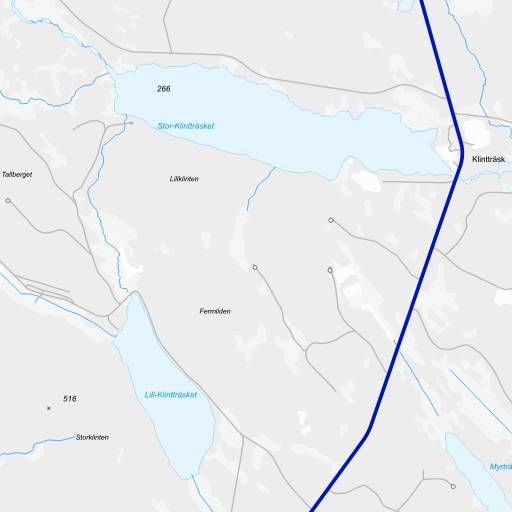 266
Stor-Klintträsket
Klintträsk
Tallberget
Lillklinten
Fermliden
Lill-Klintträsket
516
Storklinten
Myrträ